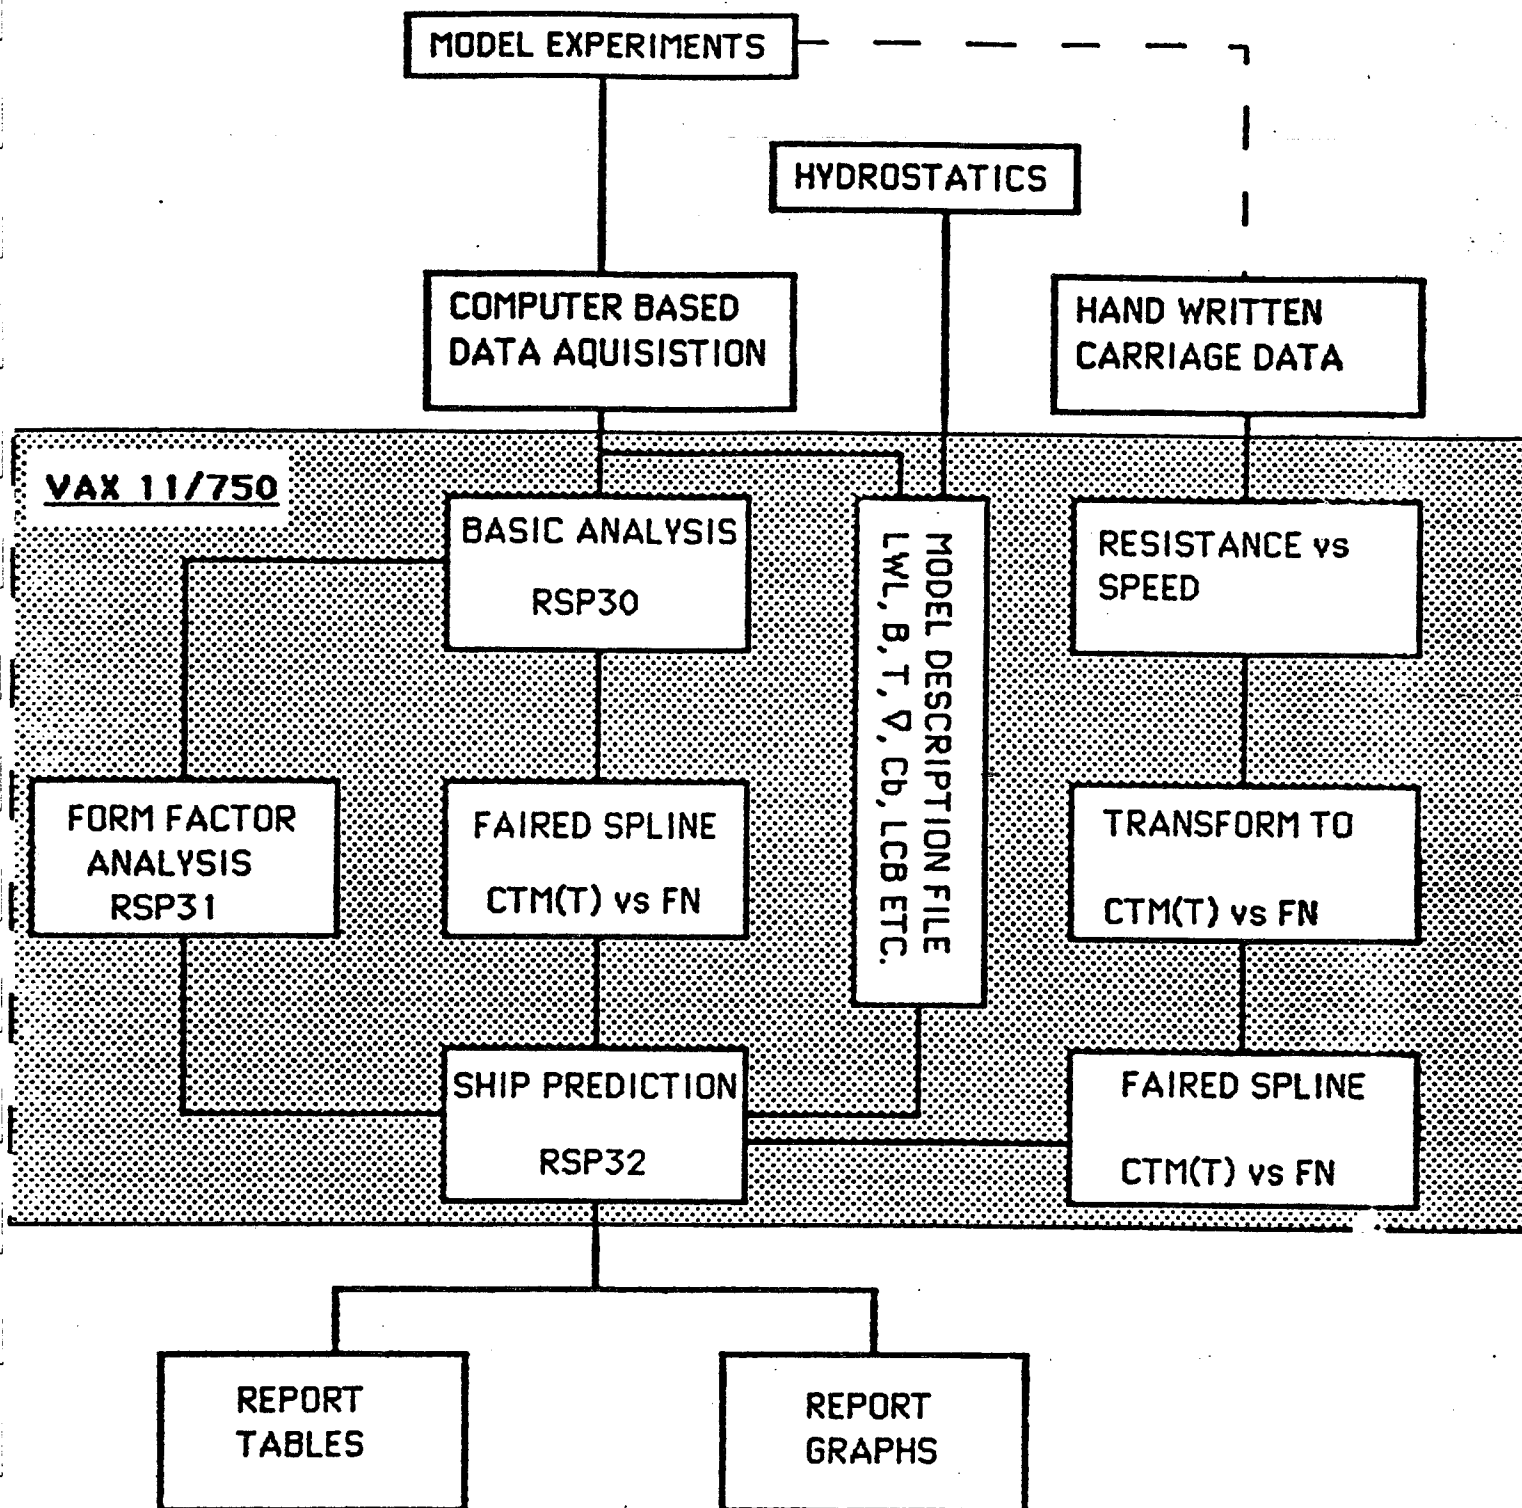 MODEL EXPERIMENTS
HYDROSTATICS
COMPUTER BASED
DATA AQUISISTION
HAND WRITTEN
CARRIAGE DATA
VAX 11/750
BASIC ANALYSIS
RSP30
MODEL DESCRIPTION FILE
LWL, B, T, ∇, Cb, LCB ETC.
RESISTANCE vs
SPEED
FORM FACTOR
ANALYSIS
RSP31
FAIRED SPLINE
CTM(T) vs FN
TRANSFORM TO
CTM(T) vs FN
SHIP PREDICTION
RSP32
FAIRED SPLINE
CTM(T) vs FN
REPORT
TABLES
REPORT
GRAPHS